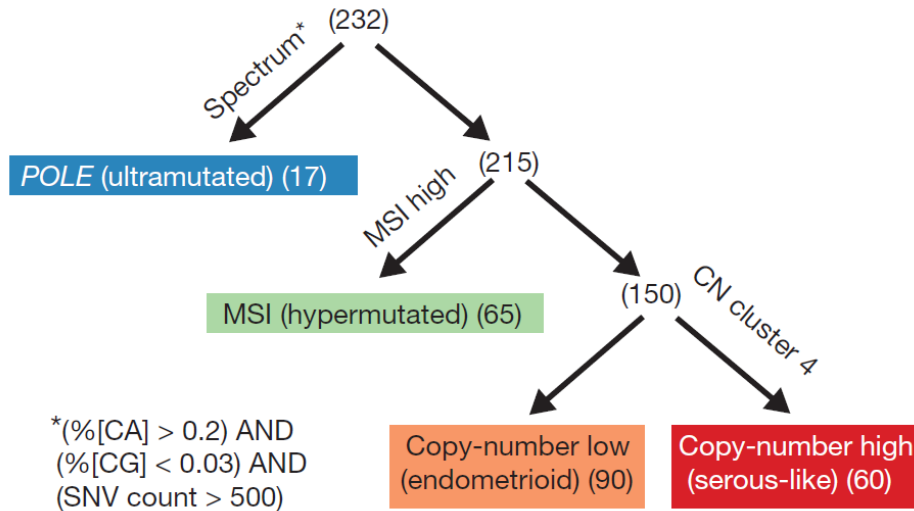 (232)
Spectrum*
POLE (ultramutated) (17)
(215)
MSI high
MSI (hypermutated) (65)
(150)
CN cluster 4
*(%[CA] > 0.2) AND
(%[CG] < 0.03) AND
(SNV count > 500)
Copy-number low
(endometrioid) (90)
Copy-number high
(serous-like) (60)